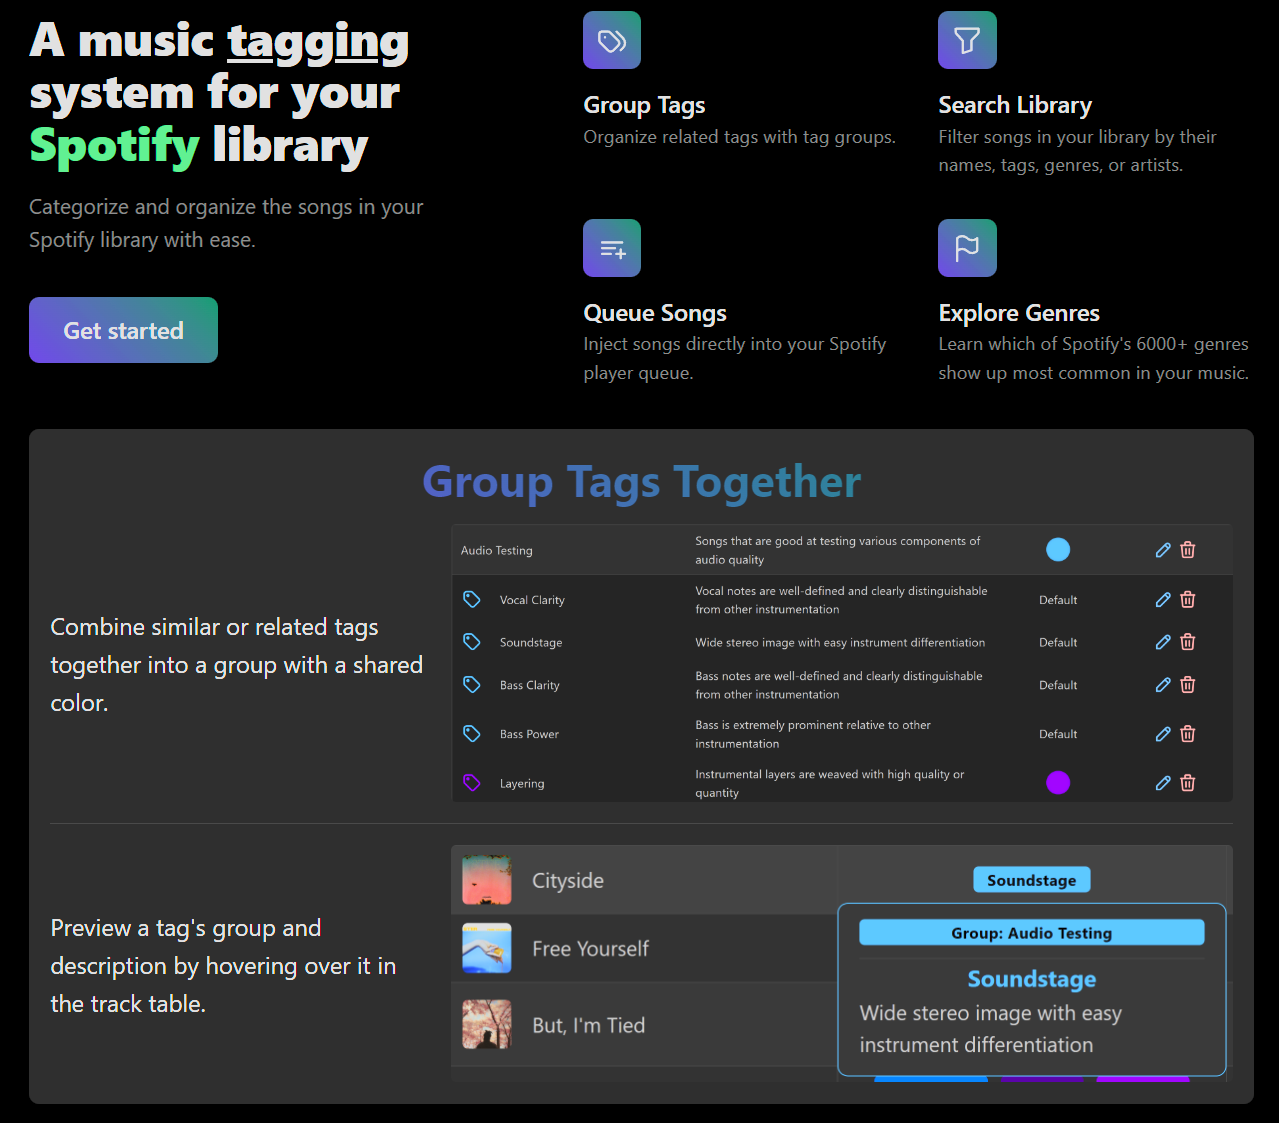 A music tagging
system for your
Spotify library
Categorize and organize the songs in your
Spotify library with ease.
Get started
Group Tags
Organize related tags with tag groups.
Search Library
Filter songs in your library by their
names, tags, genres, or artists.
Queue Songs
Inject songs directly into your Spotify
player queue.
Explore Genres
Learn which of Spotify's 6000+ genres
show up most common in your music.
Group Tags Together
Combine similar or related tags
together into a group with a shared
color.
Audio Testing
Songs that are good at testing various components of
audio quality
Vocal Clarity
Vocal notes are well-defined and clearly distinguishable
from other instrumentation
Default
Soundstage
Wide stereo image with easy instrument differentiation
Default
Bass Clarity
Bass notes are well-defined and clearly distinguishable
from other instrumentation
Default
Bass Power
Bass is extremely prominent relative to other
instrumentation
Default
Layering
Instrumental layers are weaved with high quality or
quantity
Preview a tag's group and
description by hovering over it in
the track table.
Cityside
Soundstage
Free Yourself
But, I'm Tied
Group: Audio Testing
Soundstage
Wide stereo image with easy
instrument differentiation